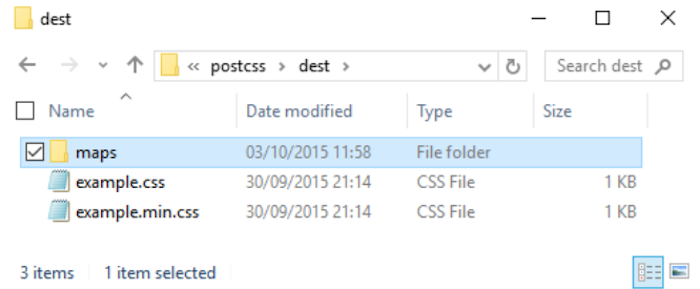 dest
« postcss > dest > Search dest
Name Date modified Type Size
maps 03/10/2015 11:58 File folder
example.css 30/09/2015 21:14 CSS File 1 KB
example.min.css 30/09/2015 21:14 CSS File 1 KB
3 items 1 item selected